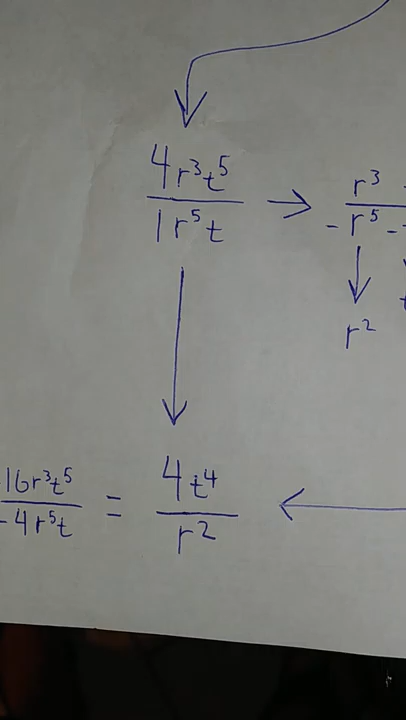 4r³t⁵ / 1r⁵t → r³ / - r⁵ -
r²
16r³t⁵ / -4r⁵t = 4t⁴ / r²